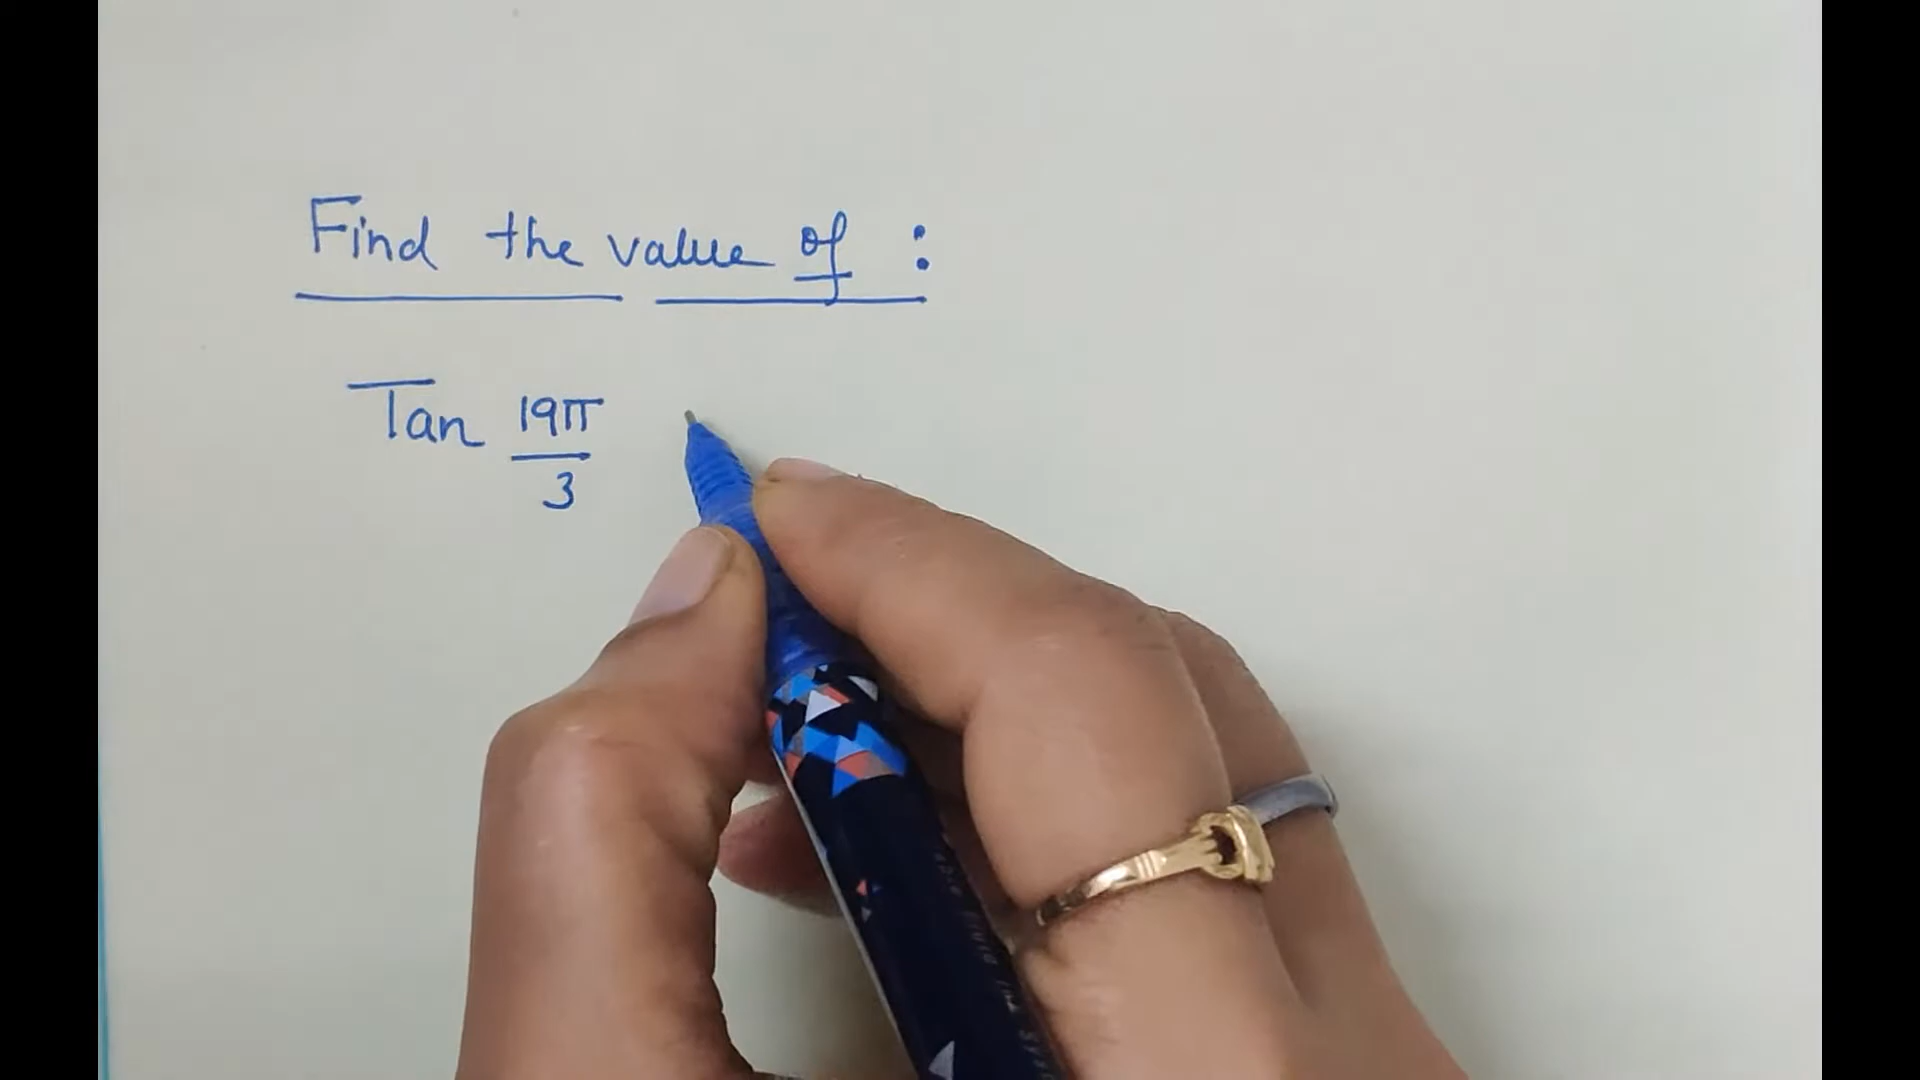 Find the value of :
Tan 19π/3